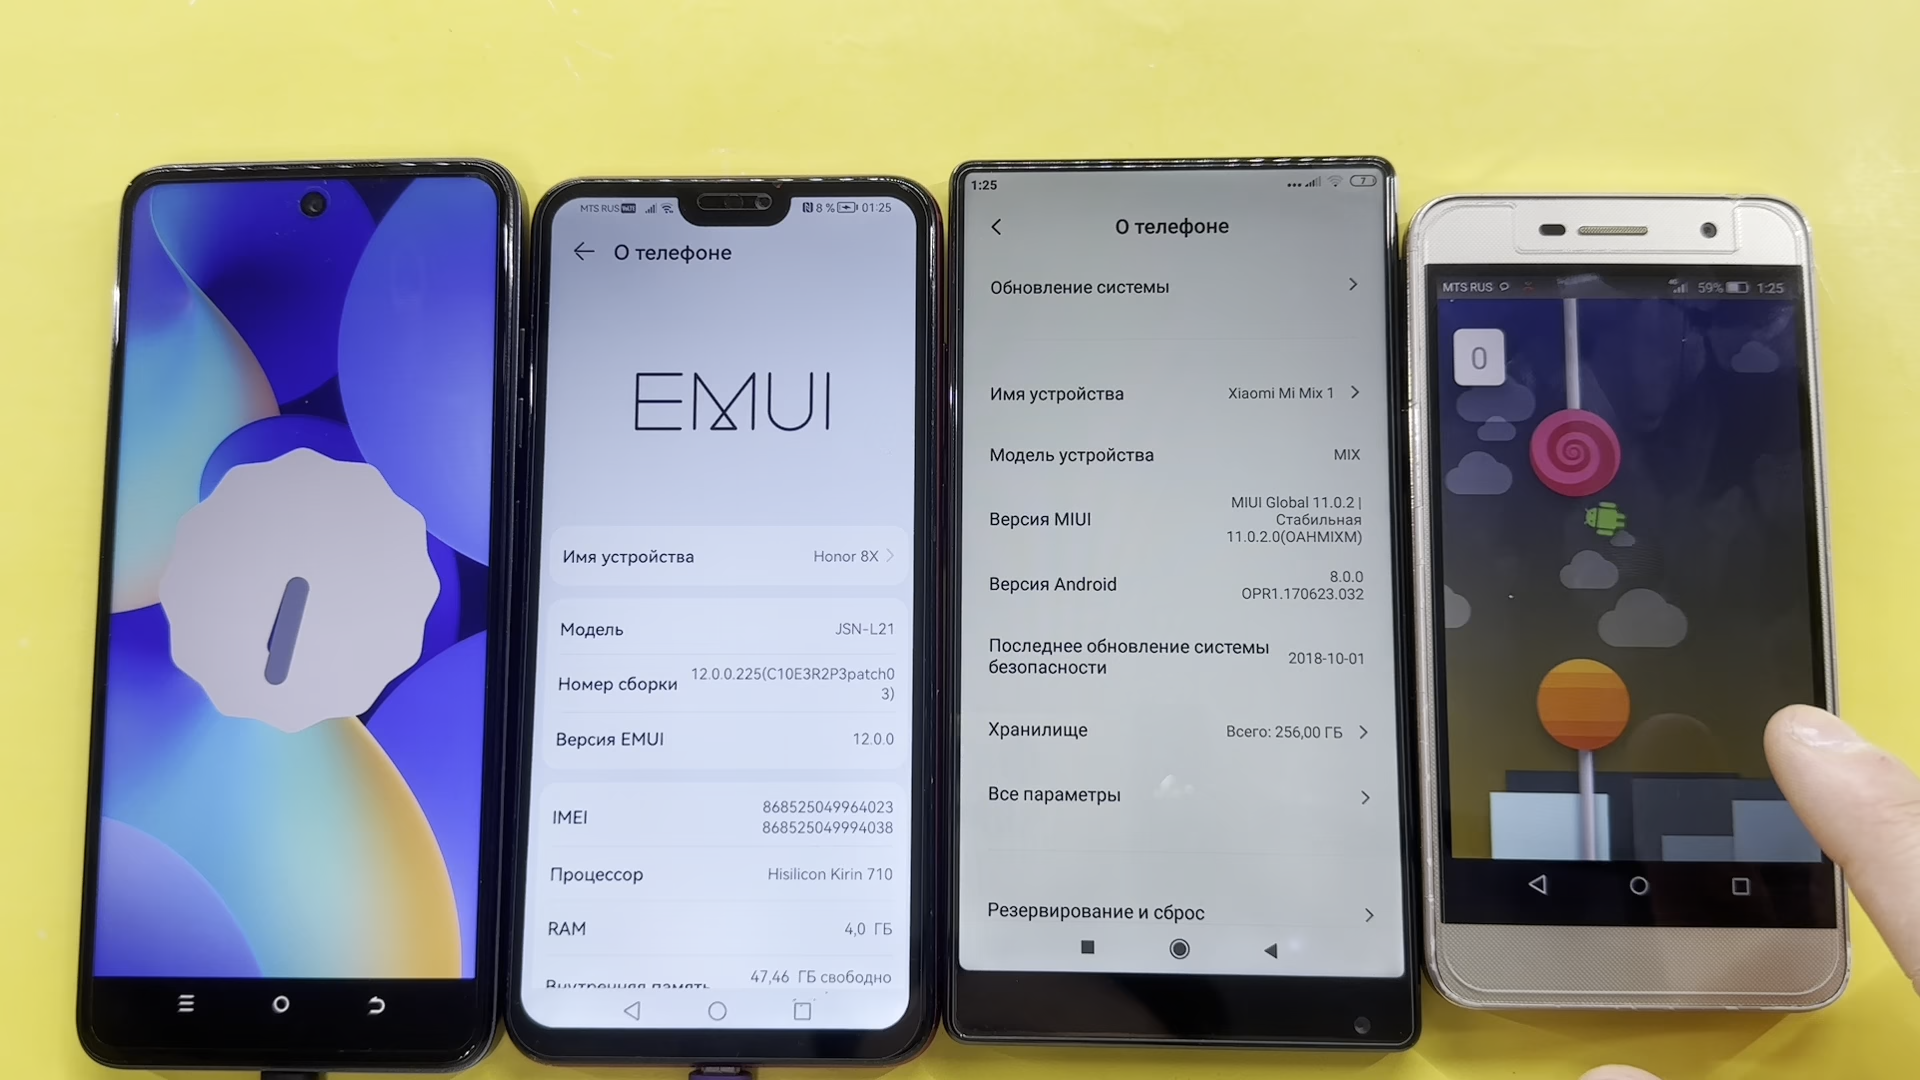 MTS RUS VoLTE 8 % 01:25
О телефоне
EMUI
Имя устройства Honor 8X
Модель JSN-L21
Номер сборки 12.0.0.225(C10E3R2P3patch0
3)
Версия EMUI 12.0.0
IMEI 868525049964023
868525049994038
Процессор Hisilicon Kirin 710
RAM 4,0 ГБ
Внутренняя память 47,46 ГБ свободно
1:25 7
О телефоне
Обновление системы
Имя устройства Xiaomi Mi Mix 1
Модель устройства MIX
Версия MIUI MIUI Global 11.0.2 |
Стабильная
11.0.2.0(OAHMIXM)
Версия Android 8.0.0
OPR1.170623.032
Последнее обновление системы
безопасности 2018-10-01
Хранилище Всего: 256,00 ГБ
Все параметры
Резервирование и сброс
MTS RUS 4G 59% 1:25
0